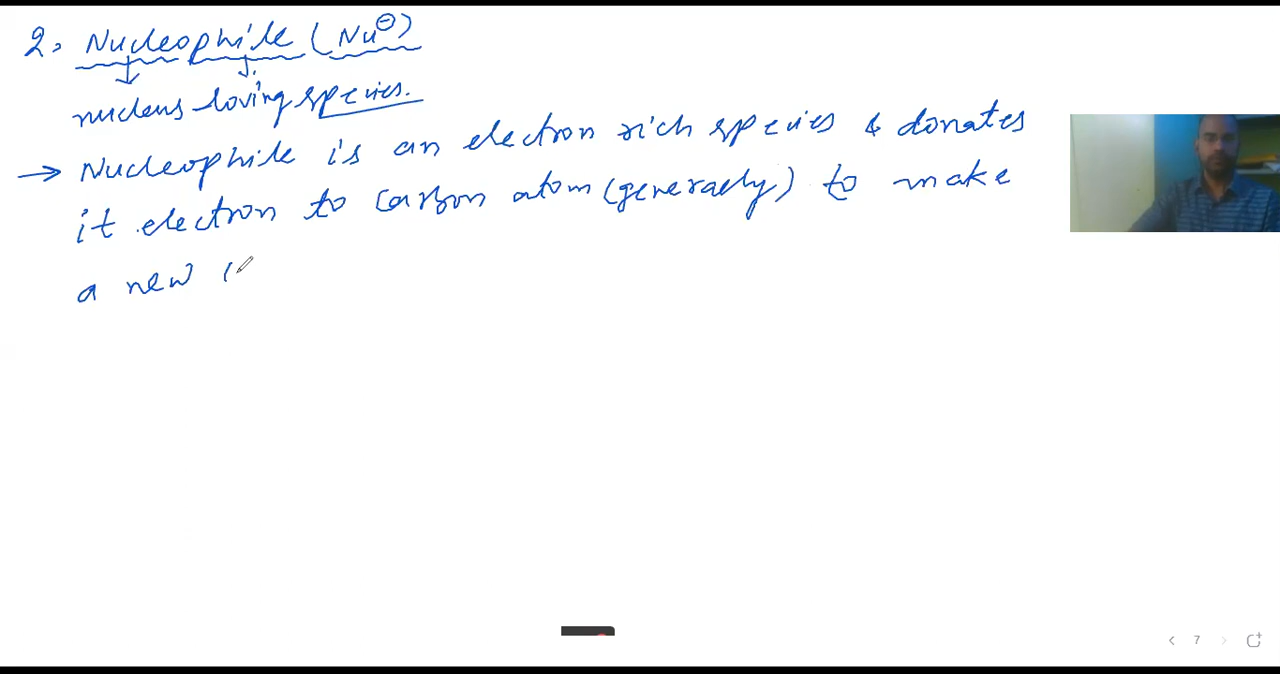 2. Nucleophile (Nu⊖)
nucleus loving species.
→ Nucleophile is an electron rich species & donates
it electron to carbon atom (generally) to make
a new (
7